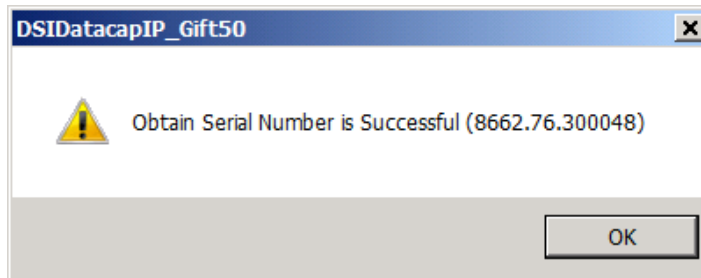 DSIDatacapIP_Gift50
Obtain Serial Number is Successful (8662.76.300048)
OK